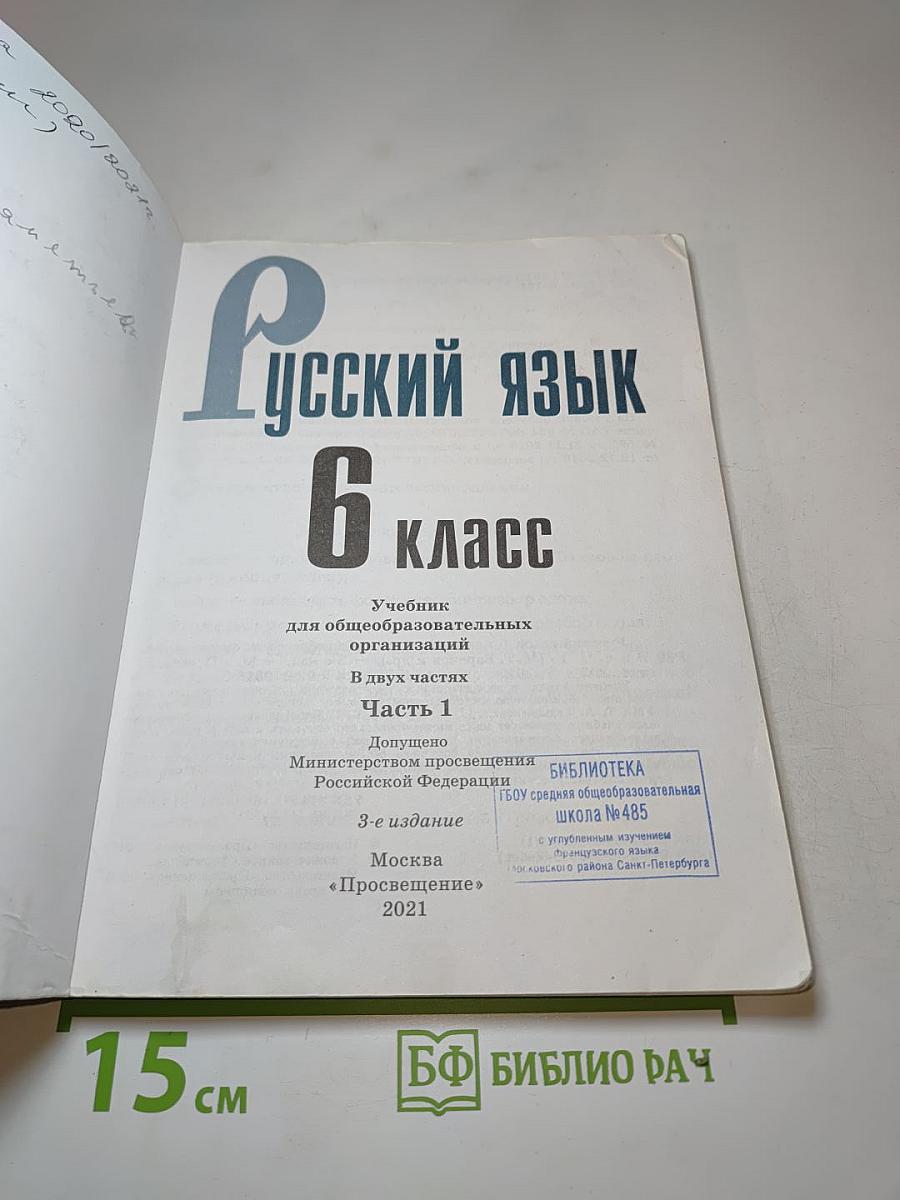 2020/2021г.
Русский язык
6 класс
Учебник
для общеобразовательных
организаций
В двух частях
Часть 1
Допущено
Министерством просвещения
Российской Федерации
3-е издание
Москва
«Просвещение»
2021
БИБЛИОТЕКА
ГБОУ средняя общеобразовательная
школа №485
с углубленным изучением
Французского языка
Московского района Санкт-Петербурга
15 см
БФ БИБЛИО